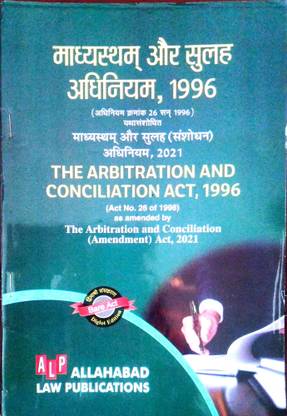 माध्यस्थम् और सुलह
अधिनियम, 1996
(अधिनियम क्रमांक 26 सन् 1996)
यथासंशोधित
माध्यस्थम् और सुलह (संशोधन)
अधिनियम, 2021
THE ARBITRATION AND
CONCILIATION ACT, 1996
(Act No. 26 of 1996)
as amended by
The Arbitration and Conciliation
(Amendment) Act, 2021
Bare Act
Diglot Edition
ALP
ALLAHABAD
LAW PUBLICATIONS